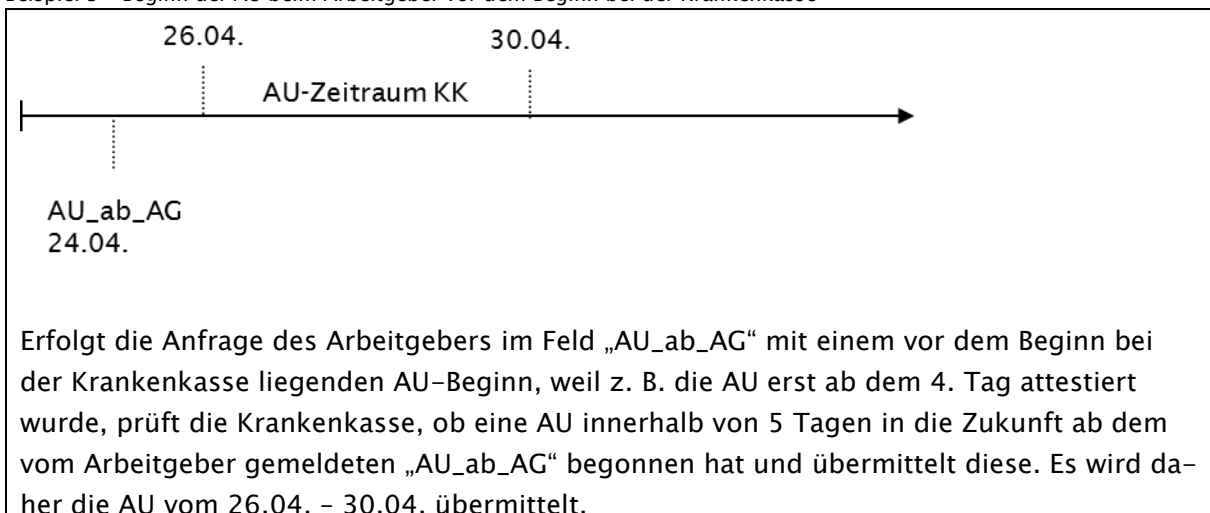 Beispiel 3 – Beginn der AU beim Arbeitgeber vor dem Beginn bei der Krankenkasse
26.04. 30.04.
AU-Zeitraum KK
AU_ab_AG
24.04.
Erfolgt die Anfrage des Arbeitgebers im Feld „AU_ab_AG“ mit einem vor dem Beginn bei
der Krankenkasse liegenden AU-Beginn, weil z. B. die AU erst ab dem 4. Tag attestiert
wurde, prüft die Krankenkasse, ob eine AU innerhalb von 5 Tagen in die Zukunft ab dem
vom Arbeitgeber gemeldeten „AU_ab_AG“ begonnen hat und übermittelt diese. Es wird da-
her die AU vom 26.04. – 30.04. übermittelt.